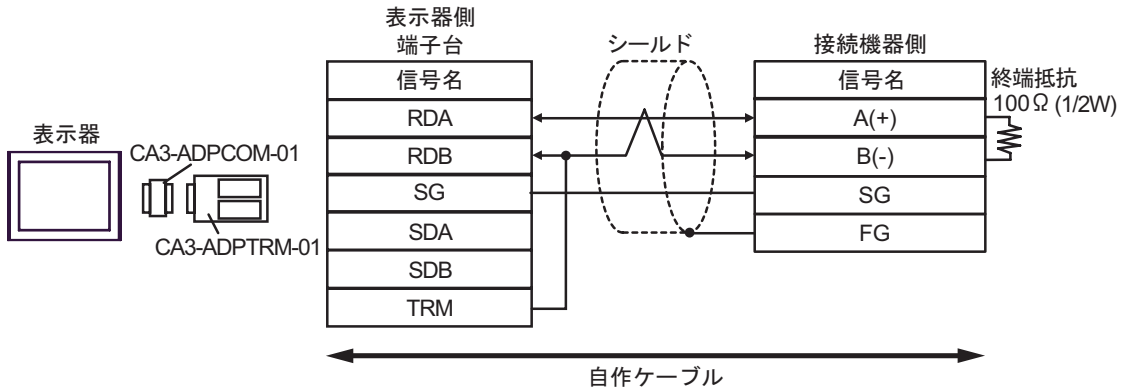 表示器
CA3-ADPCOM-01
CA3-ADPTRM-01
表示器側
端子台
信号名
RDA
RDB
SG
SDA
SDB
TRM
シールド
接続機器側
信号名
A(+)
B(-)
SG
FG
終端抵抗
100Ω (1/2W)
自作ケーブル